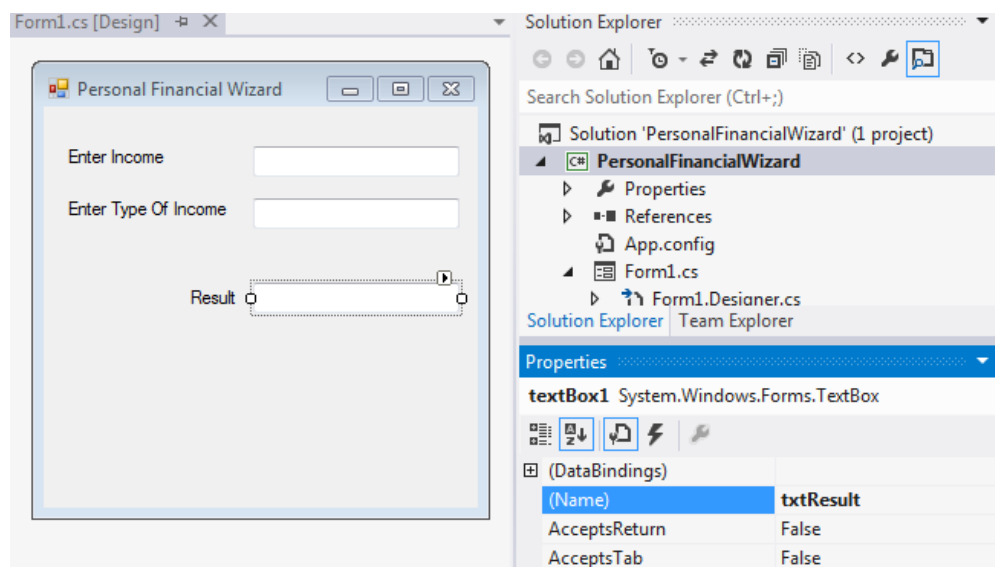 Form1.cs [Design]
Personal Financial Wizard
Enter Income
Enter Type Of Income
Result
Solution Explorer
Search Solution Explorer (Ctrl+;)
Solution 'PersonalFinancialWizard' (1 project)
C# PersonalFinancialWizard
Properties
References
App.config
Form1.cs
Form1.Designer.cs
Solution Explorer Team Explorer
Properties
textBox1 System.Windows.Forms.TextBox
(DataBindings)
(Name) txtResult
AcceptsReturn False
AcceptsTab False